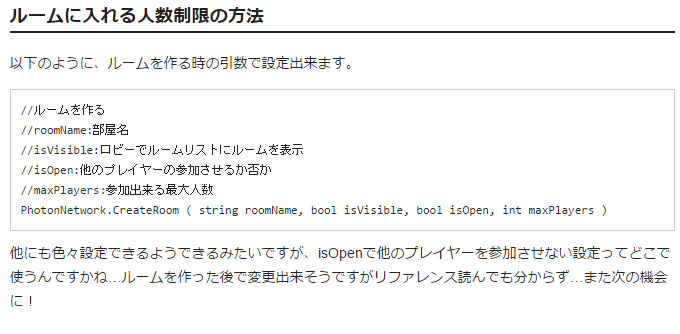 ルームに入れる人数制限の方法
以下のように、ルームを作る時の引数で設定出来ます。
//ルームを作る
//roomName:部屋名
//isVisible:ロビーでルームリストにルームを表示
//isOpen:他のプレイヤーの参加させるか否か
//maxPlayers:参加出来る最大人数
PhotonNetwork.CreateRoom ( string roomName, bool isVisible, bool isOpen, int maxPlayers )
他にも色々設定できるようできるみたいですが、isOpenで他のプレイヤーを参加させない設定ってどこで
使うんですかね…ルームを作った後で変更出来そうですがリファレンス読んでも分からず…また次の機会
に！